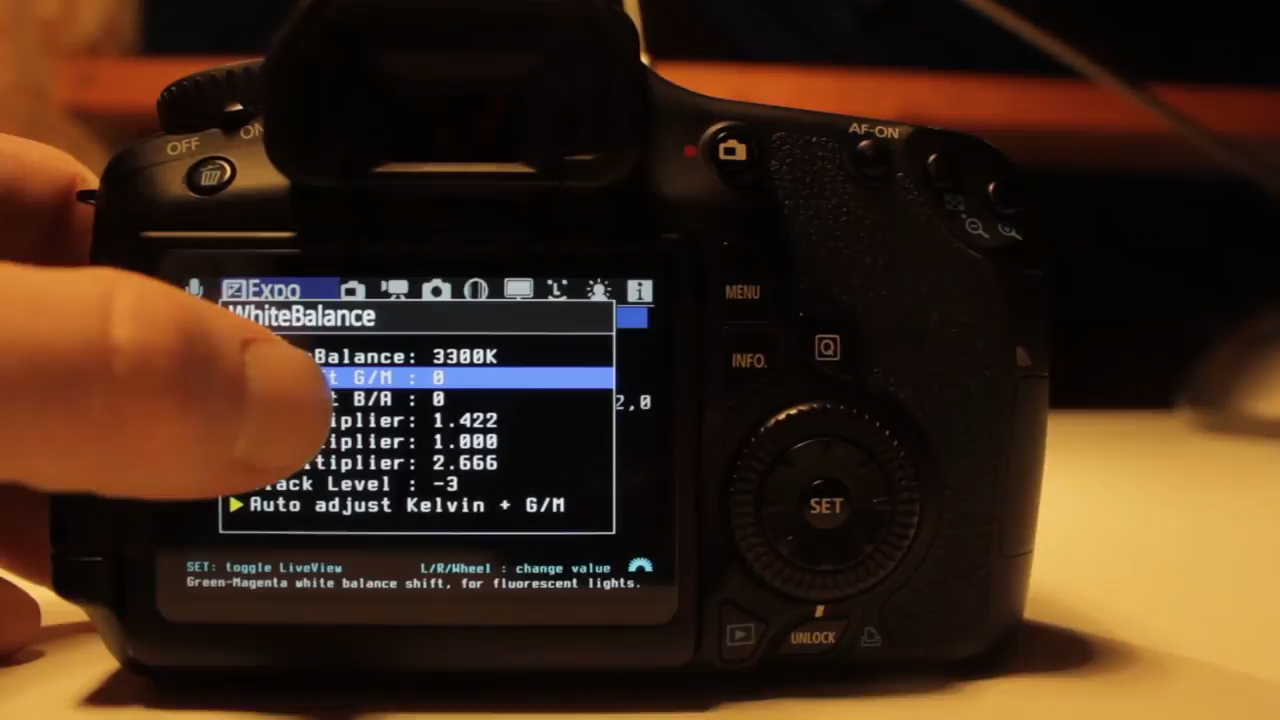 OFF ON
AF-ON
MENU
INFO.
Q
SET
UNLOCK
Expo
WhiteBalance
Balance: 3300K
G/M : 0
B/A : 0
iplier: 1.422
iplier: 1.000
tiplier: 2.666
lack Level : -3
2,0
Auto adjust Kelvin + G/M
SET: toggle LiveView L/R/Wheel : change value
Green-Magenta white balance shift, for fluorescent lights.